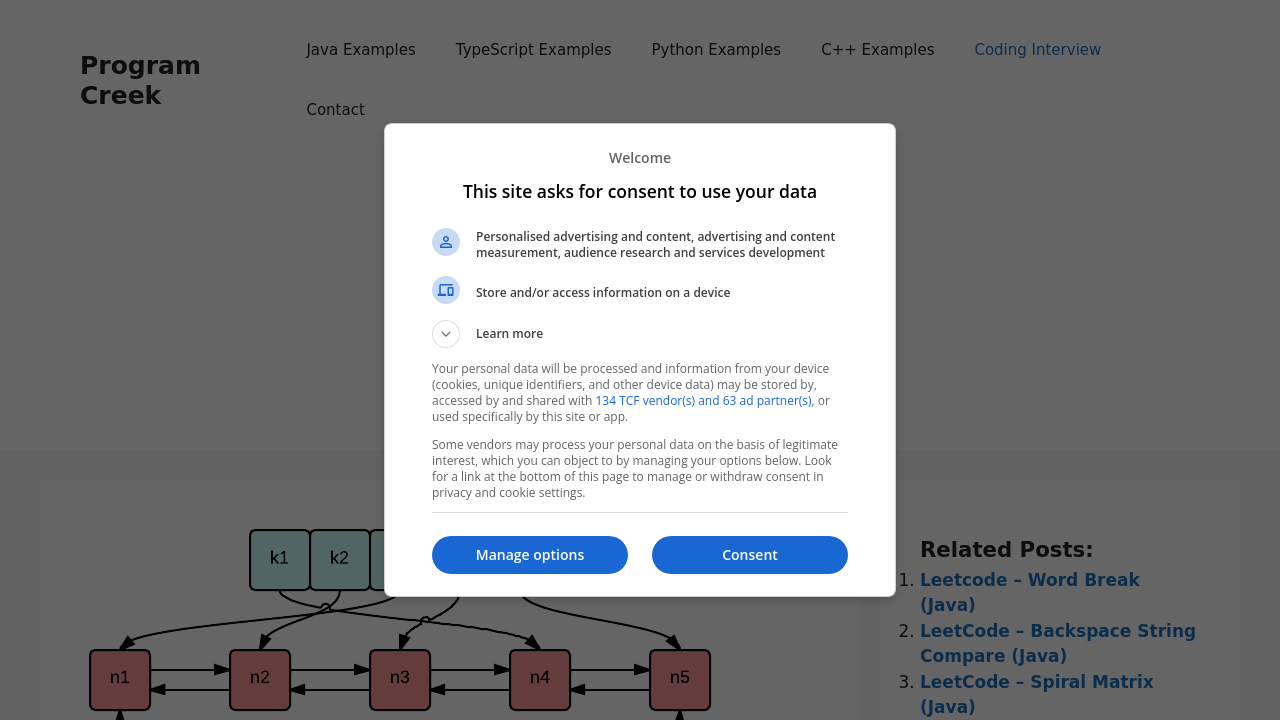 Program
Creek
Java Examples
TypeScript Examples
Python Examples
C++ Examples
Coding Interview
Contact
Welcome
This site asks for consent to use your data
Personalised advertising and content, advertising and content
measurement, audience research and services development
Store and/or access information on a device
Learn more
Your personal data will be processed and information from your device
(cookies, unique identifiers, and other device data) may be stored by,
accessed by and shared with 134 TCF vendor(s) and 63 ad partner(s), or
used specifically by this site or app.
Some vendors may process your personal data on the basis of legitimate
interest, which you can object to by managing your options below. Look
for a link at the bottom of this page to manage or withdraw consent in
privacy and cookie settings.
Manage options
Consent
k1
k2
n1
n2
n3
n4
n5
Related Posts:
1. Leetcode – Word Break
(Java)
2. LeetCode – Backspace String
Compare (Java)
3. LeetCode – Spiral Matrix
(Java)